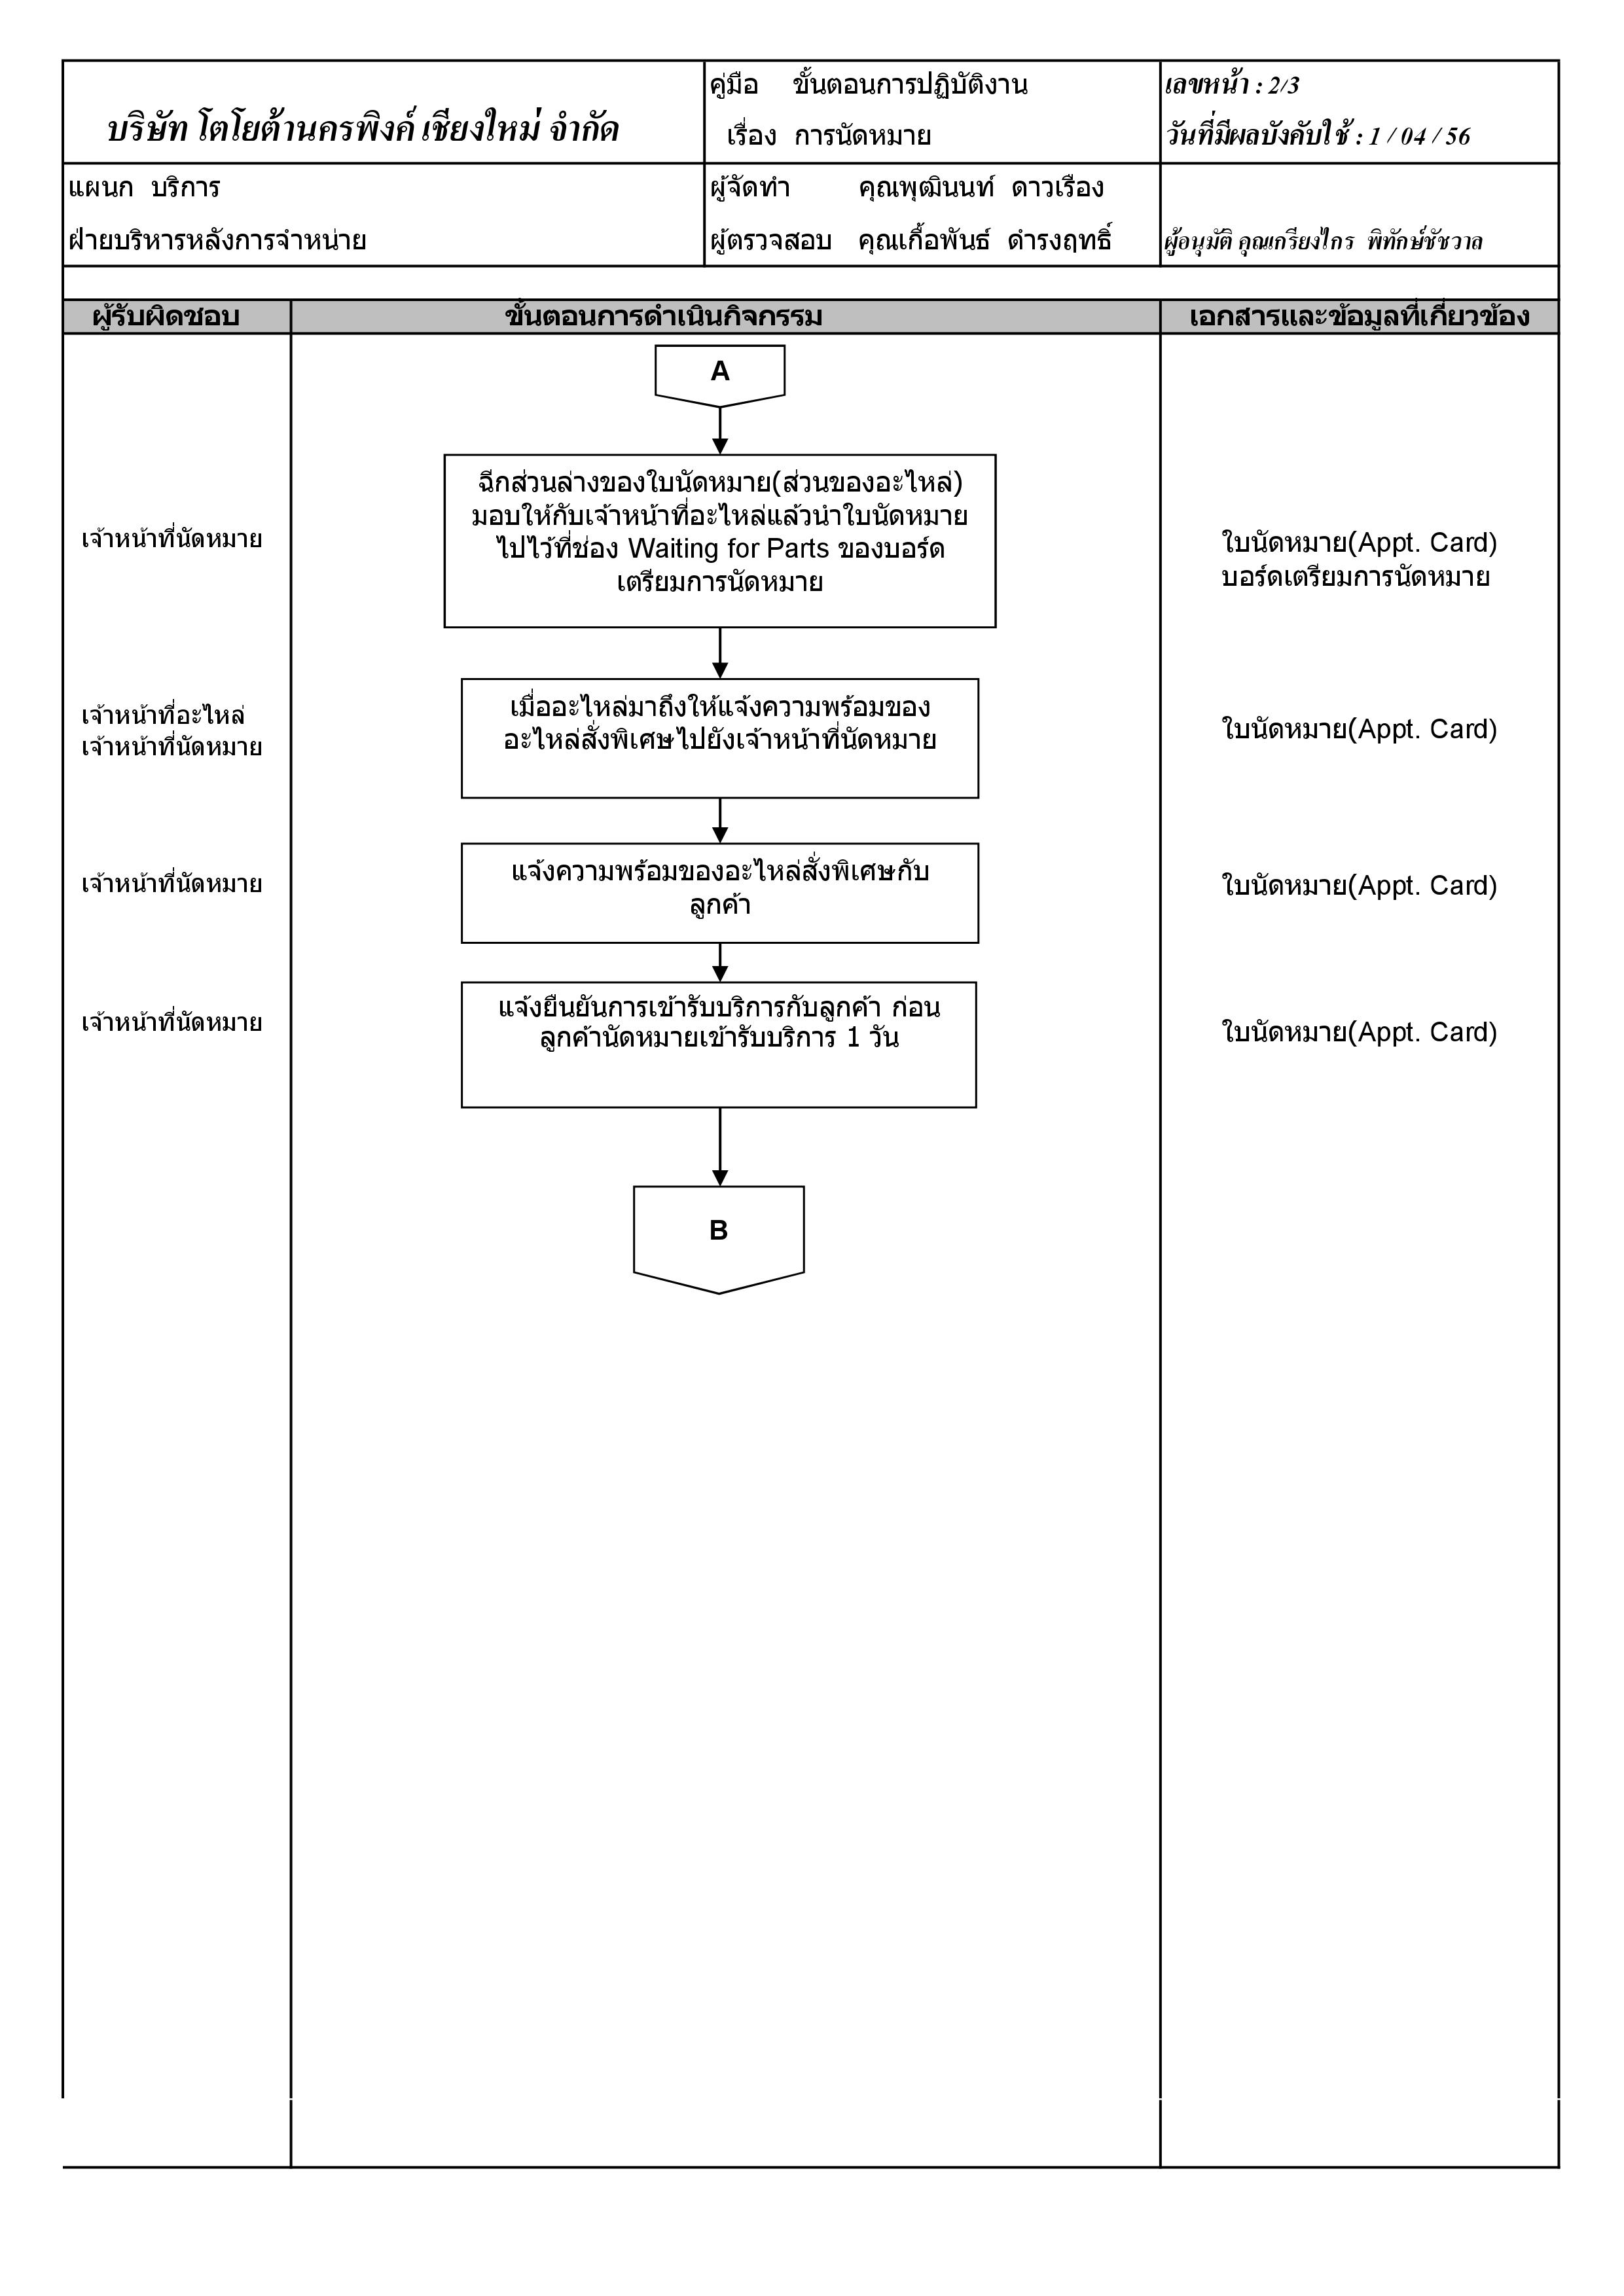 บริษัท โตโยต้านครพิงค์ เชียงใหม่ จำกัด
คู่มือ ขั้นตอนการปฏิบัติงาน
เรื่อง การนัดหมาย
เลขหน้า : 2/3
วันที่มีผลบังคับใช้ : 1 / 04 / 56
แผนก บริการ
ฝ่ายบริหารหลังการจำหน่าย
ผู้จัดทำ คุณพุฒินนท์ ดาวเรือง
ผู้ตรวจสอบ คุณเกื้อพันธ์ ดำรงฤทธิ์
ผู้อนุมัติ คุณเกรียงไกร พิทักษ์ชัชวาล
ผู้รับผิดชอบ
ขั้นตอนการดำเนินกิจกรรม
เอกสารและข้อมูลที่เกี่ยวข้อง
A
เจ้าหน้าที่นัดหมาย
ฉีกส่วนล่างของใบนัดหมาย(ส่วนของอะไหล่)
มอบให้กับเจ้าหน้าที่อะไหล่แล้วนำใบนัดหมาย
ไปไว้ที่ช่อง Waiting for Parts ของบอร์ด
เตรียมการนัดหมาย
ใบนัดหมาย(Appt. Card)
บอร์ดเตรียมการนัดหมาย
เจ้าหน้าที่อะไหล่
เจ้าหน้าที่นัดหมาย
เมื่ออะไหล่มาถึงให้แจ้งความพร้อมของ
อะไหล่สั่งพิเศษไปยังเจ้าหน้าที่นัดหมาย
ใบนัดหมาย(Appt. Card)
เจ้าหน้าที่นัดหมาย
แจ้งความพร้อมของอะไหล่สั่งพิเศษกับ
ลูกค้า
ใบนัดหมาย(Appt. Card)
เจ้าหน้าที่นัดหมาย
แจ้งยืนยันการเข้ารับบริการกับลูกค้า ก่อน
ลูกค้านัดหมายเข้ารับบริการ 1 วัน
ใบนัดหมาย(Appt. Card)
B